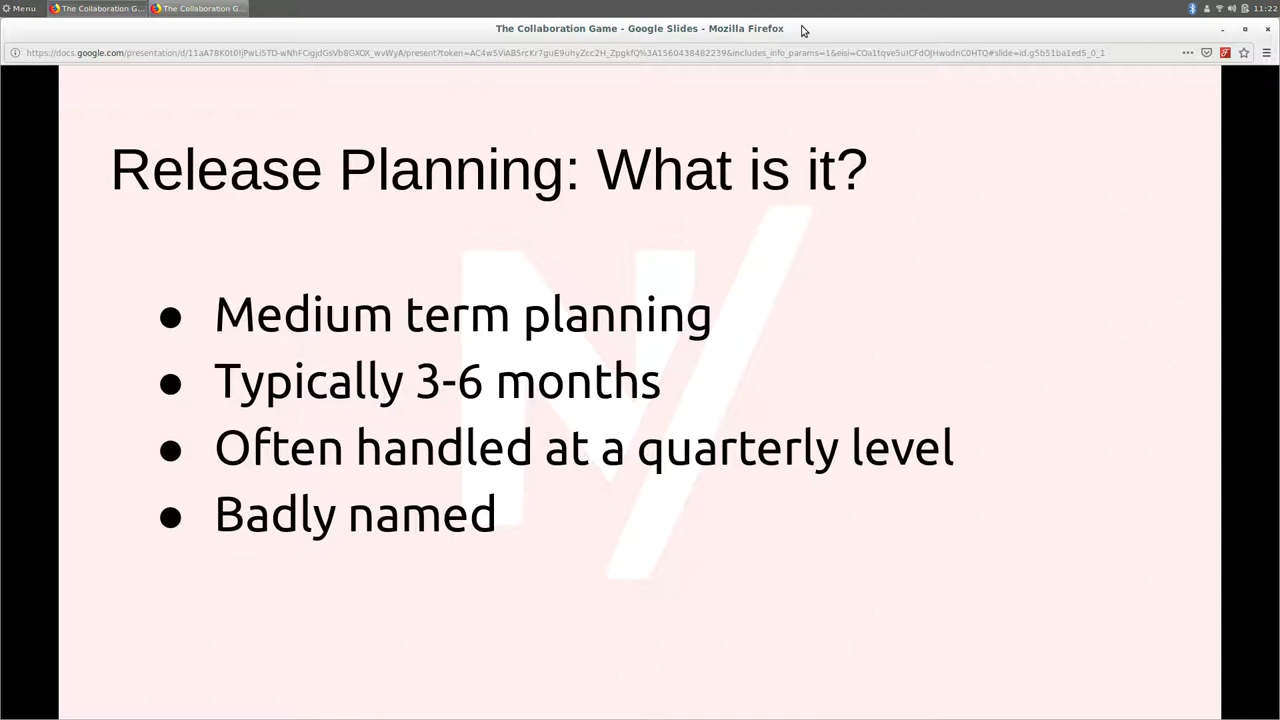 Menu
The Collaboration G...
The Collaboration G...
11:22
The Collaboration Game - Google Slides - Mozilla Firefox
Release Planning: What is it?
● Medium term planning
● Typically 3-6 months
● Often handled at a quarterly level
● Badly named